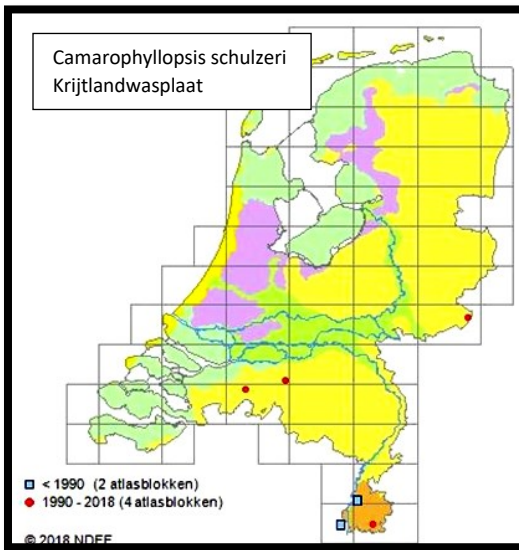 Camarophyllopsis schulzeri
Krijtlandwasplaat
< 1990 (2 atlasblokken)
1990 - 2018 (4 atlasblokken)
© 2018 NDFF